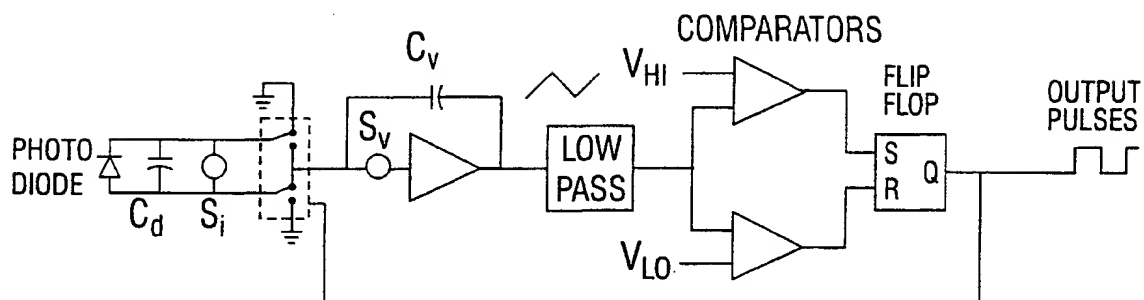 COMPARATORS
C_v
V_HI
FLIP
FLOP
OUTPUT
PULSES
PHOTO
DIODE
S_v
LOW
PASS
S
R
Q
C_d
S_i
V_LO